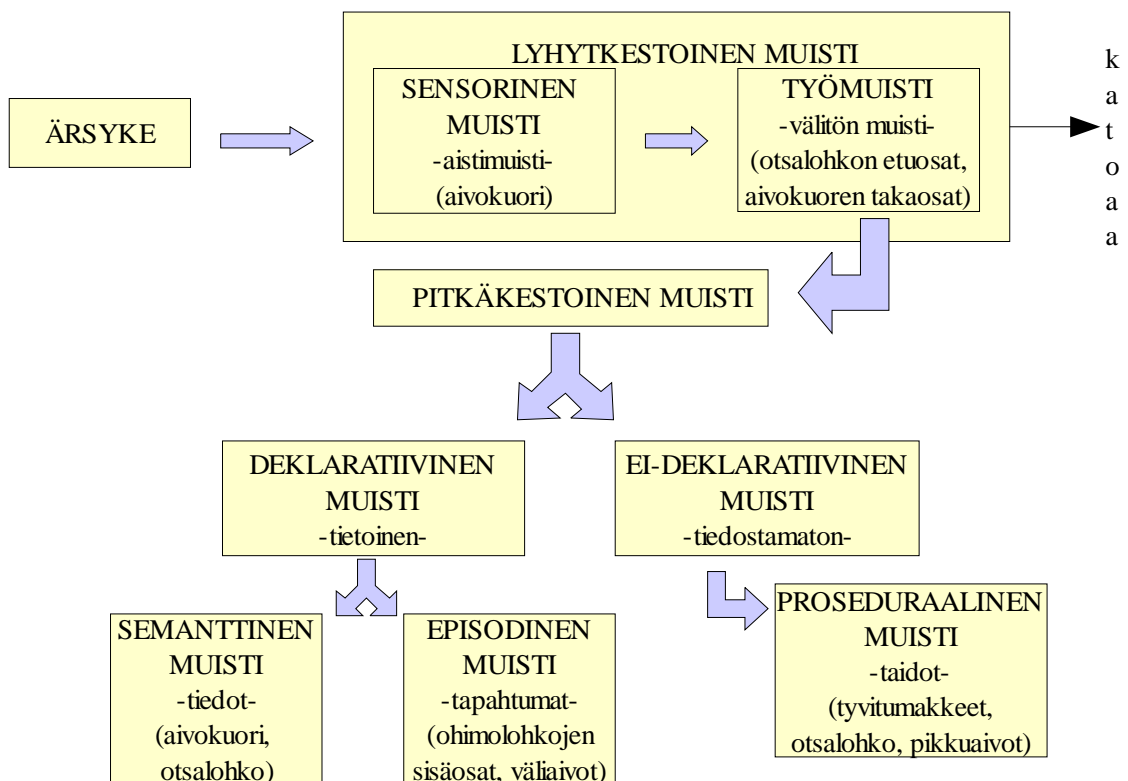 LYHYTKESTOINEN MUISTI
ÄRSYKE
SENSORINEN
MUISTI
-aistimuisti-
(aivokuori)
TYÖMUISTI
-välitön muisti-
(otsalohkon etuosat,
aivokuoren takaosat)
k
a
t
o
a
a
PITKÄKESTOINEN MUISTI
DEKLARATIIVINEN
MUISTI
-tietoinen-
EI-DEKLARATIIVINEN
MUISTI
-tiedostamaton-
SEMANTTINEN
MUISTI
-tiedot-
(aivokuori,
otsalohko)
EPISODINEN
MUISTI
-tapahtumat-
(ohimolohkojen
sisäosat, väliaivot)
PROSEDURAALINEN
MUISTI
-taidot-
(tyvitumakkeet,
otsalohko, pikkuaivot)